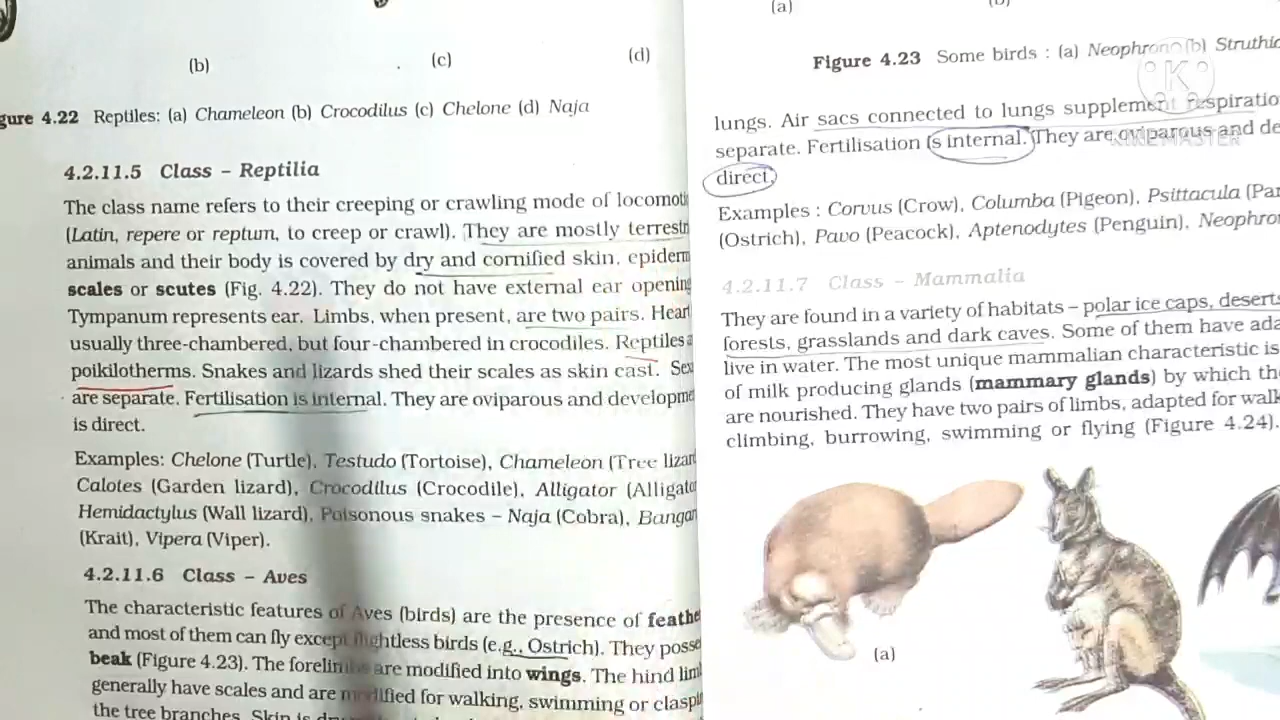 (b)
(c)
(d)
gure 4.22 Reptiles: (a) Chameleon (b) Crocodilus (c) Chelone (d) Naja
4.2.11.5 Class – Reptilia
The class name refers to their creeping or crawling mode of locomoti
(Latin, repere or reptum, to creep or crawl). They are mostly terrestr
animals and their body is covered by dry and cornified skin, epiderm
scales or scutes (Fig. 4.22). They do not have external ear opening
Tympanum represents ear. Limbs, when present, are two pairs. Heart
usually three-chambered, but four-chambered in crocodiles. Reptiles a
poikilotherms. Snakes and lizards shed their scales as skin cast. Sex
are separate. Fertilisation is internal. They are oviparous and developme
is direct.
Examples: Chelone (Turtle), Testudo (Tortoise), Chameleon (Tree lizard
Calotes (Garden lizard), Crocodilus (Crocodile), Alligator (Alligator
Hemidactylus (Wall lizard), Poisonous snakes – Naja (Cobra), Bangar
(Krait), Vipera (Viper).
4.2.11.6 Class – Aves
The characteristic features of Aves (birds) are the presence of feathe
and most of them can fly except flightless birds (e.g., Ostrich). They posse
beak (Figure 4.23). The forelimbs are modified into wings. The hind limb
generally have scales and are modified for walking, swimming or claspin
the tree branches. Skin is
(a)
(b)
Figure 4.23 Some birds : (a) Neophron (b) Struthio
lungs. Air sacs connected to lungs supplement respiratio
separate. Fertilisation is internal. They are oviparous and de
direct.
Examples : Corvus (Crow), Columba (Pigeon), Psittacula (Par
(Ostrich), Pavo (Peacock), Aptenodytes (Penguin), Neophron
4.2.11.7 Class – Mammalia
They are found in a variety of habitats – polar ice caps, deserts
forests, grasslands and dark caves. Some of them have ada
live in water. The most unique mammalian characteristic is
of milk producing glands (mammary glands) by which the
are nourished. They have two pairs of limbs, adapted for walk
climbing, burrowing, swimming or flying (Figure 4.24).
(a)
K
KINEMASTER